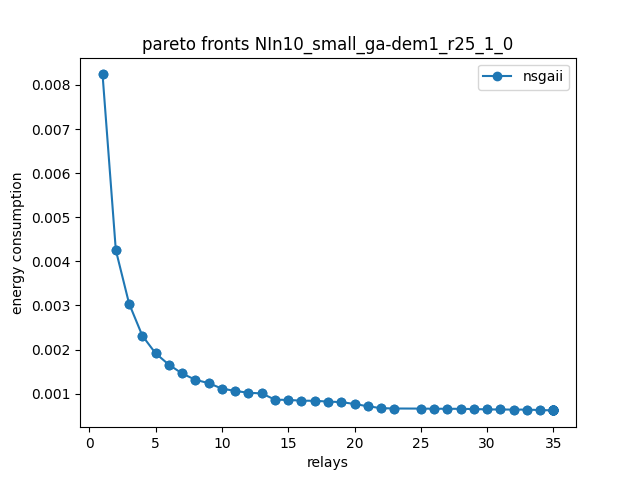 pareto fronts NIn10_small_ga-dem1_r25_1_0
nsgaii
0.008
0.007
0.006
0.005
0.004
0.003
0.002
0.001
energy consumption
0 5 10 15 20 25 30 35
relays